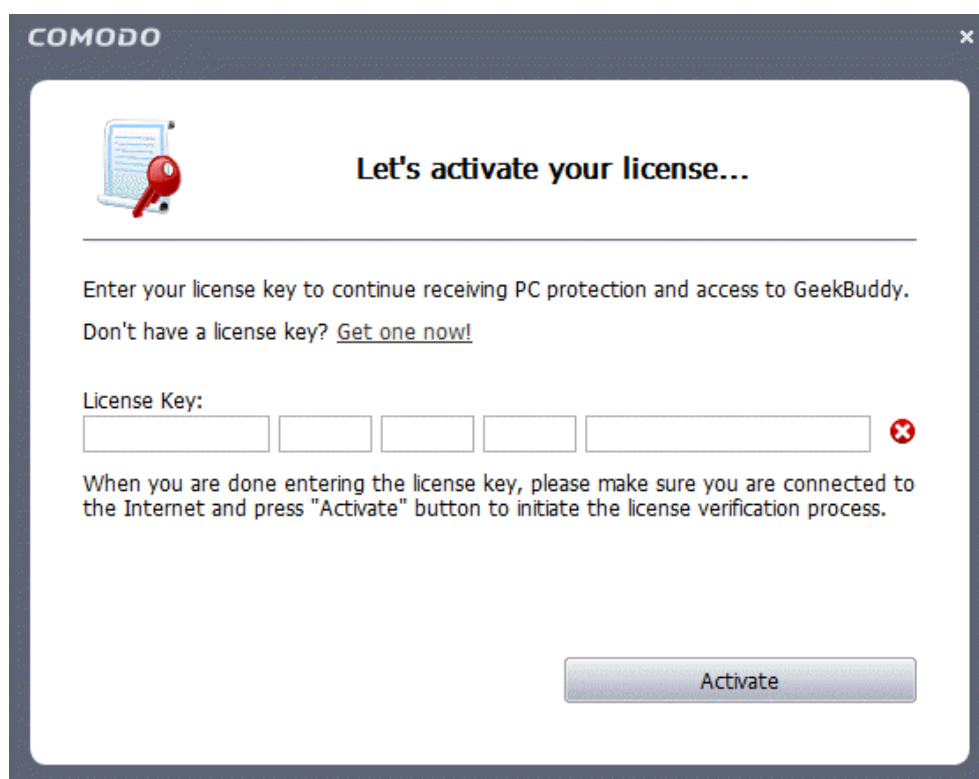 COMODO
Let's activate your license...
Enter your license key to continue receiving PC protection and access to GeekBuddy.
Don't have a license key? Get one now!
License Key:
When you are done entering the license key, please make sure you are connected to
the Internet and press "Activate" button to initiate the license verification process.
Activate